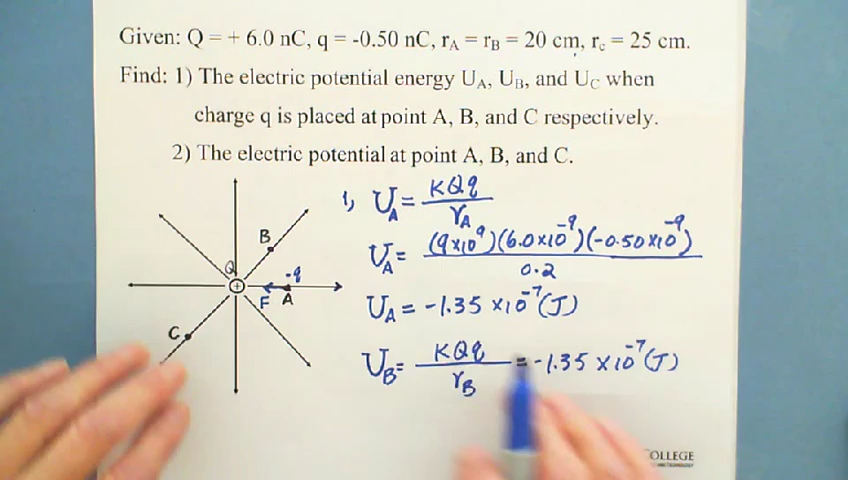 Given: Q = + 6.0 nC, q = -0.50 nC, rA = rB = 20 cm, rc = 25 cm.
Find: 1) The electric potential energy UA, UB, and UC when
charge q is placed at point A, B, and C respectively.
2) The electric potential at point A, B, and C.
1) UA = KQq / rA
UA = (9×10^9)(6.0×10^-9)(-0.50×10^-9) / 0.2
UA = -1.35 ×10^-7 (J)
UB = KQq / rB = -1.35 ×10^-7 (J)
B
Q
+
-q
F A
C
OLLEGE